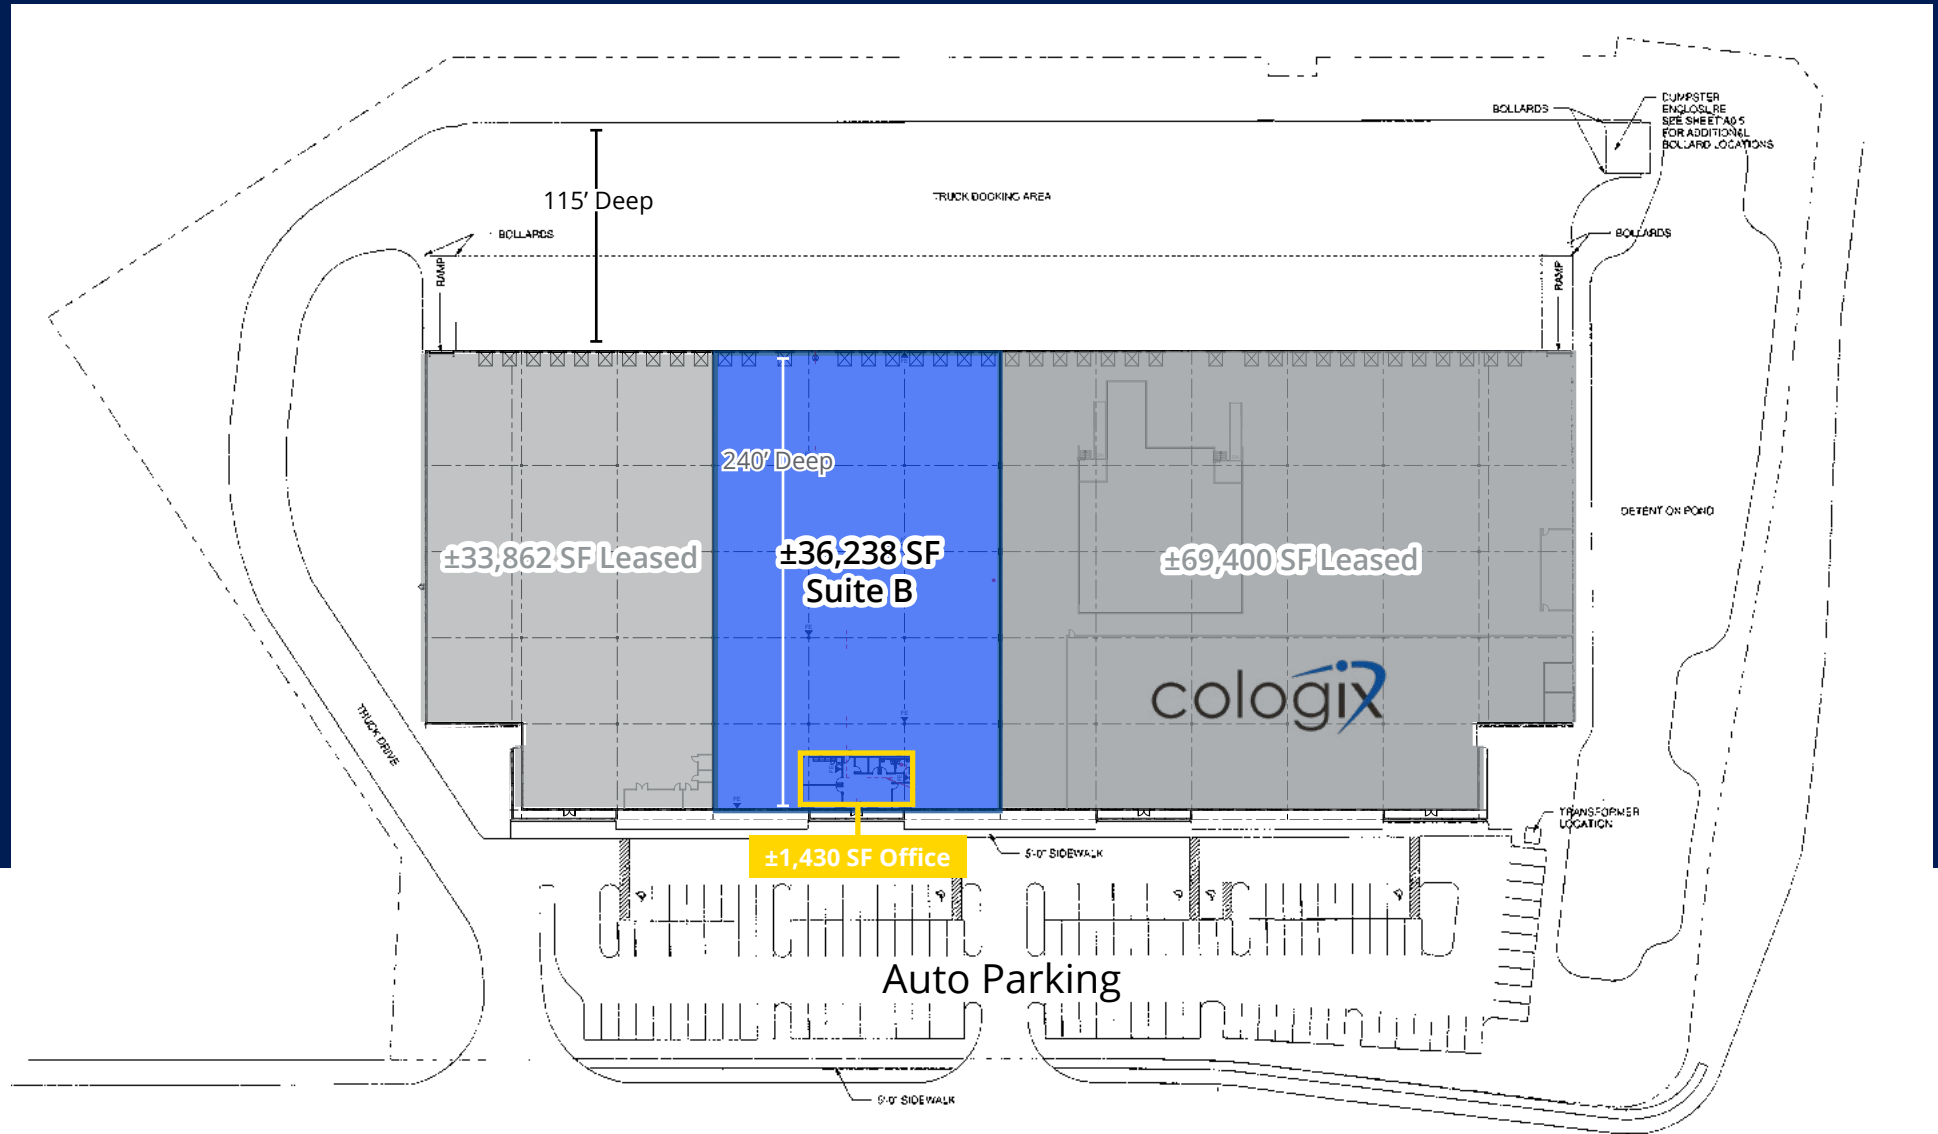 BOLLARDS
DUMPSTER
ENCLOSURE
SEE SHEET A0.5
FOR ADDITIONAL
BOLLARD LOCATIONS
115’ Deep
TRUCK DOCKING AREA
BOLLARDS
BOLLARDS
RAMP
RAMP
240’ Deep
DETENTION POND
±33,862 SF Leased
±36,238 SF
Suite B
±69,400 SF Leased
cologix
TRUCK DRIVE
TRANSFORMER
LOCATION
±1,430 SF Office
5'-0" SIDEWALK
Auto Parking
5'-0" SIDEWALK